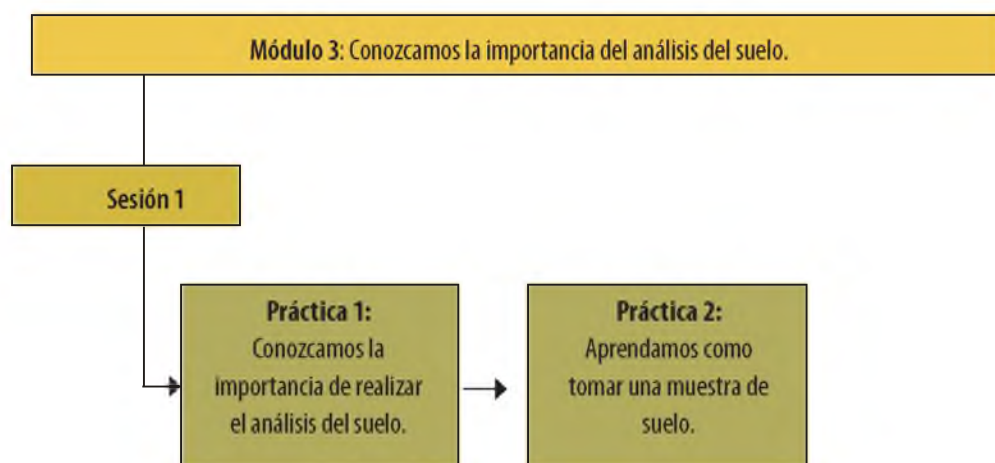 Módulo 3: Conozcamos la importancia del análisis del suelo.
Sesión 1
Práctica 1:
Conozcamos la
importancia de realizar
el análisis del suelo.
Práctica 2:
Aprendamos como
tomar una muestra de
suelo.